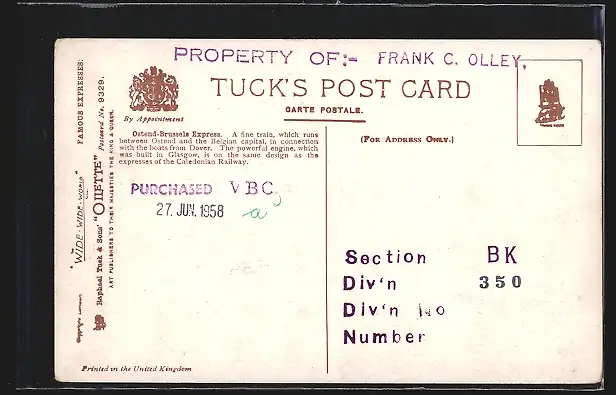 PROPERTY OF:- FRANK C. OLLEY.
TUCK'S POST CARD
CARTE POSTALE.
By Appointment
(FOR ADDRESS ONLY.)
Ostend-Brussels Express. A fine train, which runs
between Ostend and the Belgian capital, in connection
with the boats from Dover. The powerful engine, which
was built in Glasgow, is on the same design as the
expresses of the Caledonian Railway.
PURCHASED VBC
27. JUN. 1958 a
Section BK
Div'n 350
Div'n No
Number
Printed in the United Kingdom
FAMOUS EXPRESSES.
"WIDE-WIDE-WORLD"
Raphael Tuck & Sons' "OILETTE" Postcard No. 9329.
ART PUBLISHERS TO THEIR MAJESTIES THE KING & QUEEN.
Copyright London